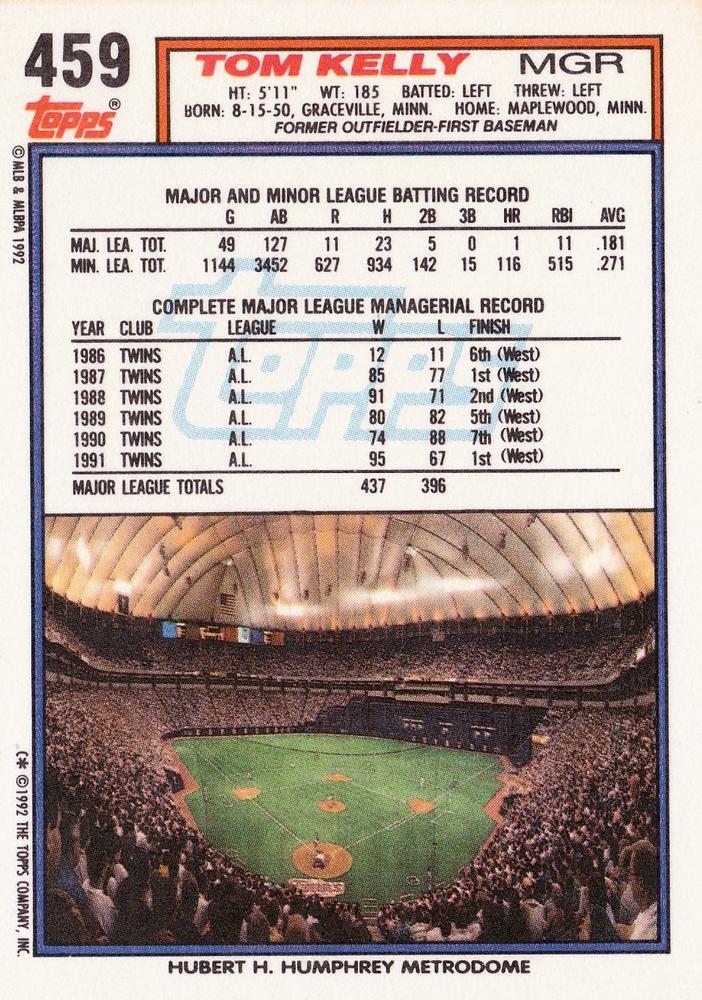 459
TOPPS®
TOM KELLY MGR
HT: 5'11" WT: 185 BATTED: LEFT THREW: LEFT
BORN: 8-15-50, GRACEVILLE, MINN. HOME: MAPLEWOOD, MINN.
FORMER OUTFIELDER-FIRST BASEMAN
©MLB & MLBPA 1992
MAJOR AND MINOR LEAGUE BATTING RECORD
G AB R H 2B 3B HR RBI AVG
MAJ. LEA. TOT. 49 127 11 23 5 0 1 11 .181
MIN. LEA. TOT. 1144 3452 627 934 142 15 116 515 .271
TOPPS
COMPLETE MAJOR LEAGUE MANAGERIAL RECORD
YEAR CLUB LEAGUE W L FINISH
1986 TWINS A.L. 12 11 6th (West)
1987 TWINS A.L. 85 77 1st (West)
1988 TWINS A.L. 91 71 2nd (West)
1989 TWINS A.L. 80 82 5th (West)
1990 TWINS A.L. 74 88 7th (West)
1991 TWINS A.L. 95 67 1st (West)
MAJOR LEAGUE TOTALS 437 396
TWINS
C* ©1992 THE TOPPS COMPANY, INC.
HUBERT H. HUMPHREY METRODOME